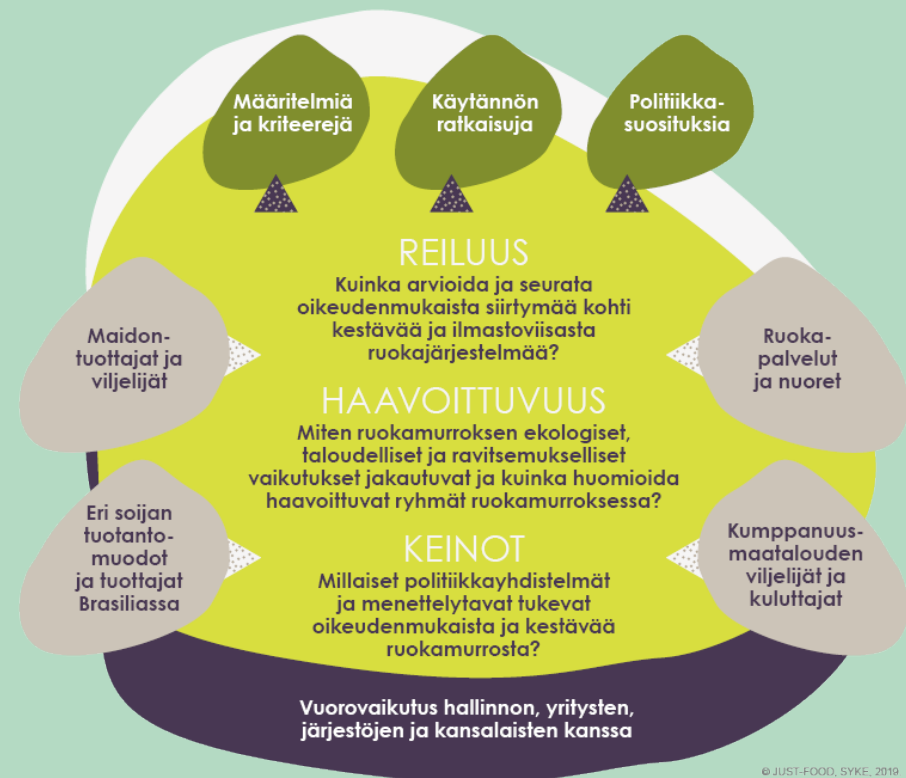 Määritelmiä
ja kriteerejä
Käytännön
ratkaisuja
Politiikka-
suosituksia
REILUUS
Kuinka arvioida ja seurata
oikeudenmukaista siirtymää kohti
kestävää ja ilmastoviisasta
ruokajärjestelmää?
Maidon-
tuottajat ja
viljelijät
Ruoka-
palvelut
ja nuoret
HAAVOITTUVUUS
Miten ruokamurroksen ekologiset,
taloudelliset ja ravitsemukselliset
vaikutukset jakautuvat ja kuinka huomioida
haavoittuvat ryhmät ruokamurroksessa?
Eri soijan
tuotanto-
muodot
ja tuottajat
Brasiliassa
Kumppanuus-
maatalouden
viljelijät ja
kuluttajat
KEINOT
Millaiset politiikkayhdistelmät
ja menettelytavat tukevat
oikeudenmukaista ja kestävää
ruokamurrosta?
Vuorovaikutus hallinnon, yritysten,
järjestöjen ja kansalaisten kanssa
© JUST-FOOD, SYKE, 2019